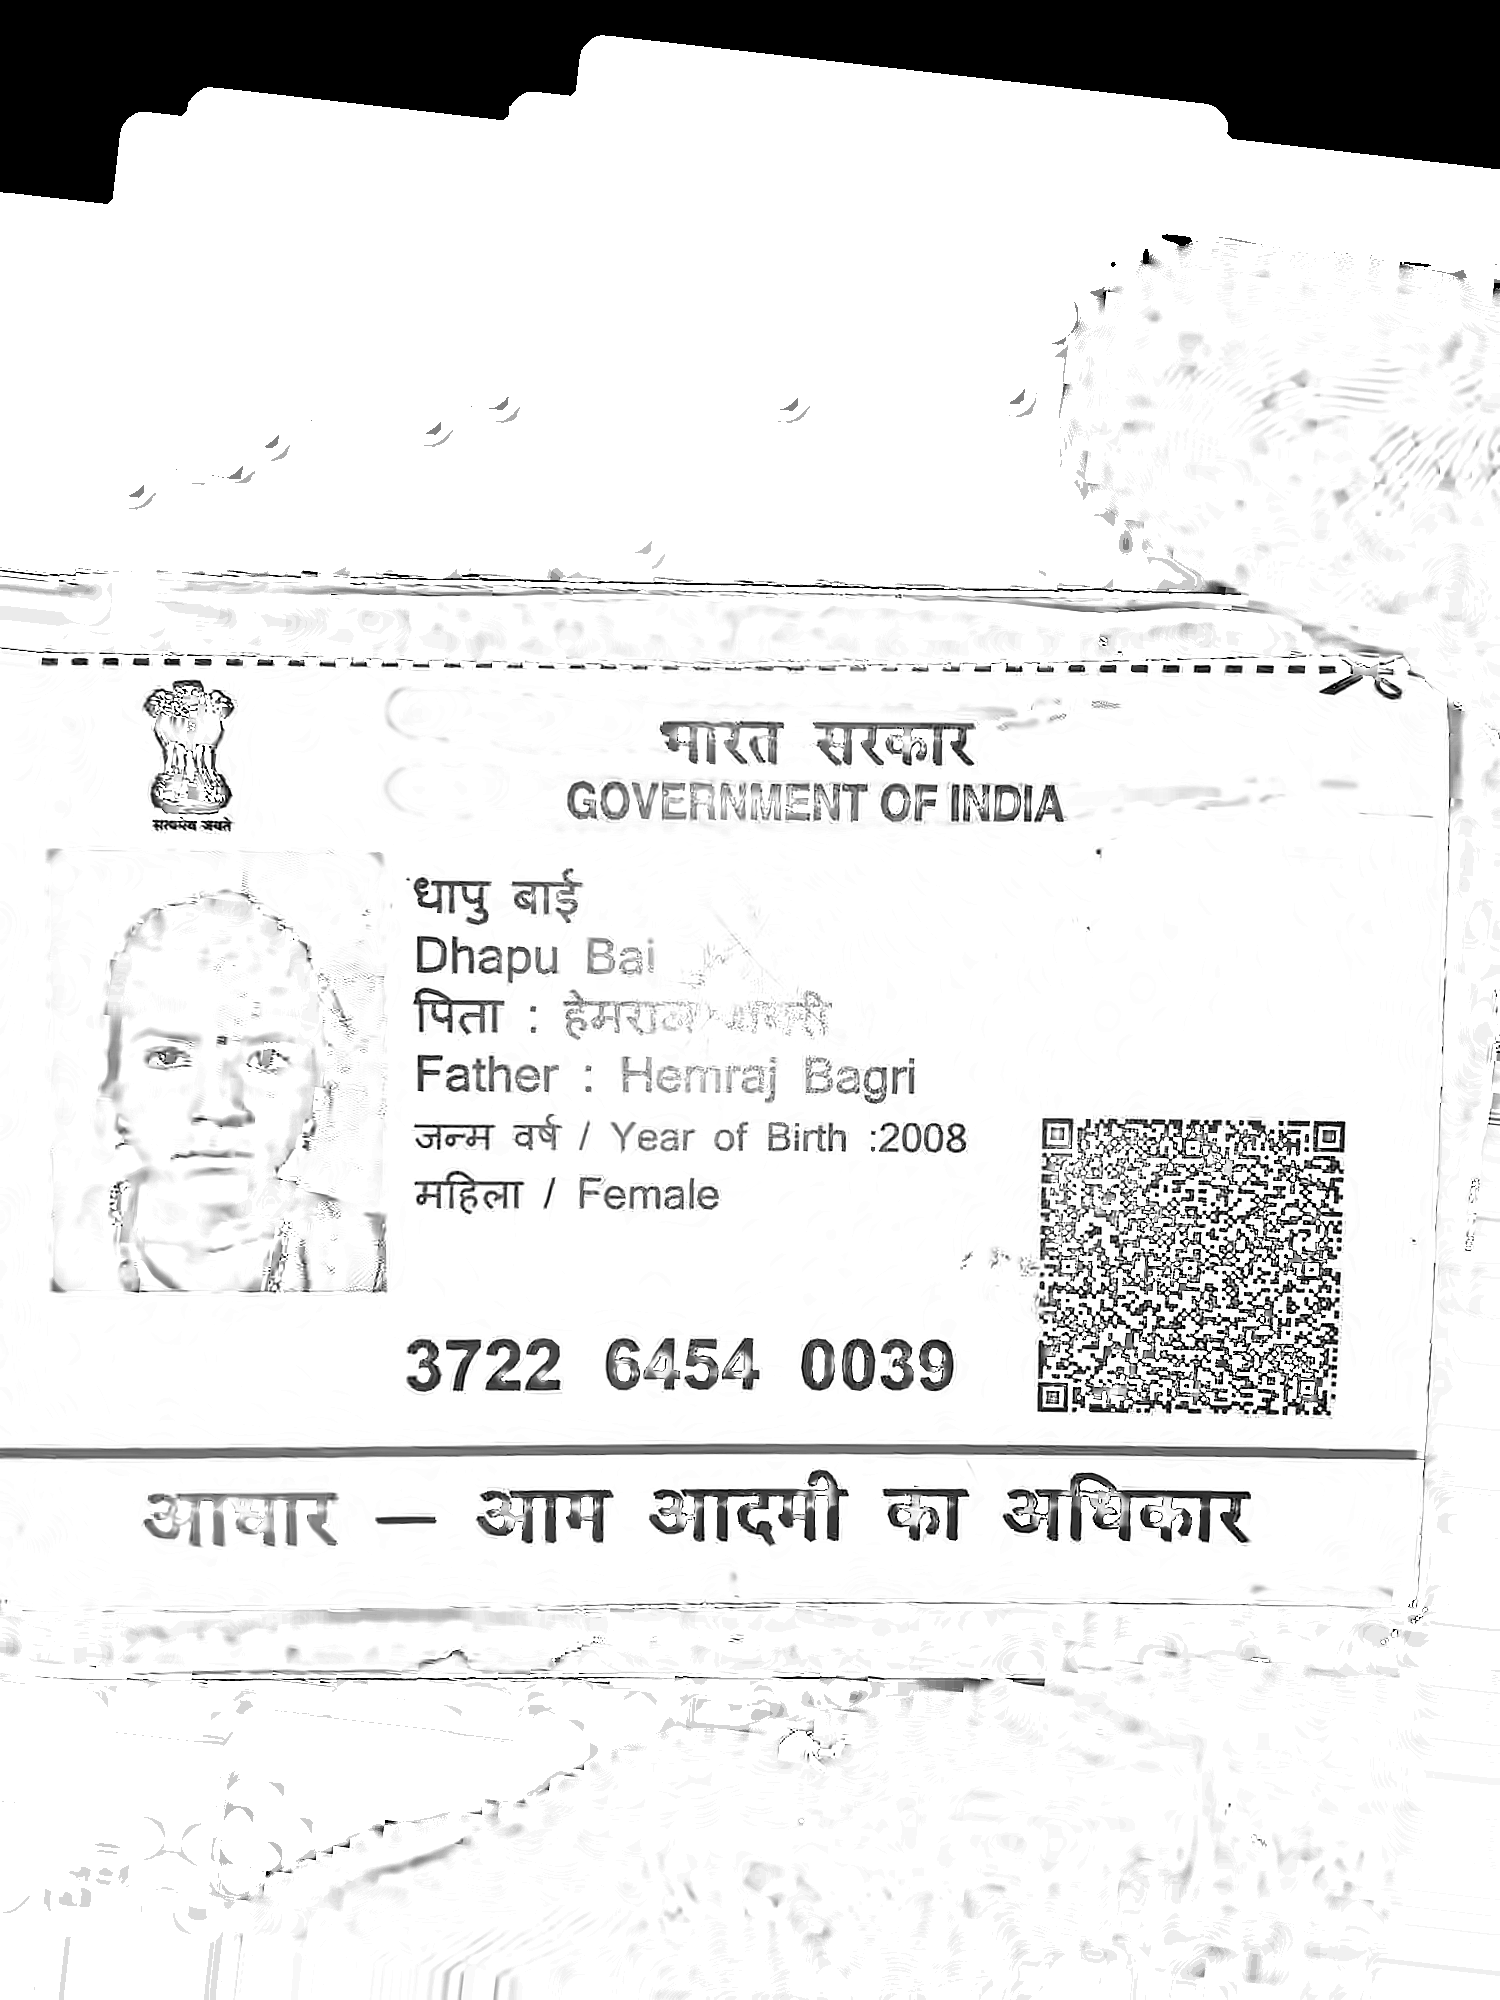 भारत सरकार
GOVERNMENT OF INDIA
सत्यमेव जयते
धापु बाई
Dhapu Bai
पिता : हेमराज बागरी
Father : Hemraj Bagri
जन्म वर्ष / Year of Birth :2008
महिला / Female
3722 6454 0039
आधार — आम आदमी का अधिकार